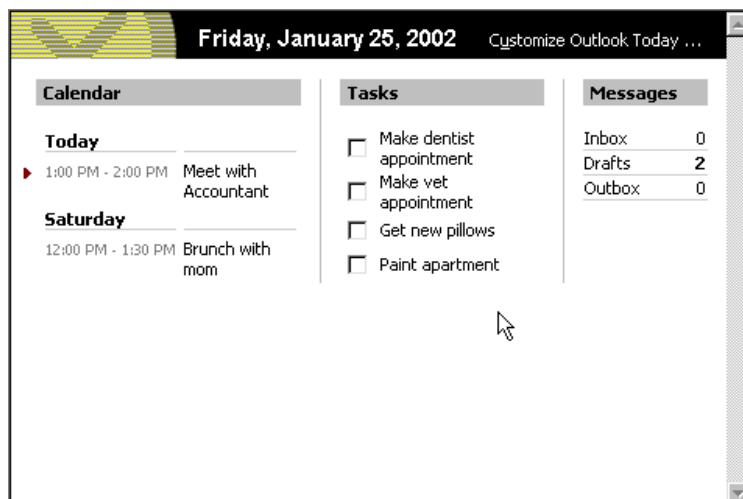 Friday, January 25, 2002 Customize Outlook Today ...
Calendar
Today
1:00 PM - 2:00 PM Meet with
Accountant
Saturday
12:00 PM - 1:30 PM Brunch with
mom
Tasks
Make dentist
appointment
Make vet
appointment
Get new pillows
Paint apartment
Messages
Inbox 0
Drafts 2
Outbox 0